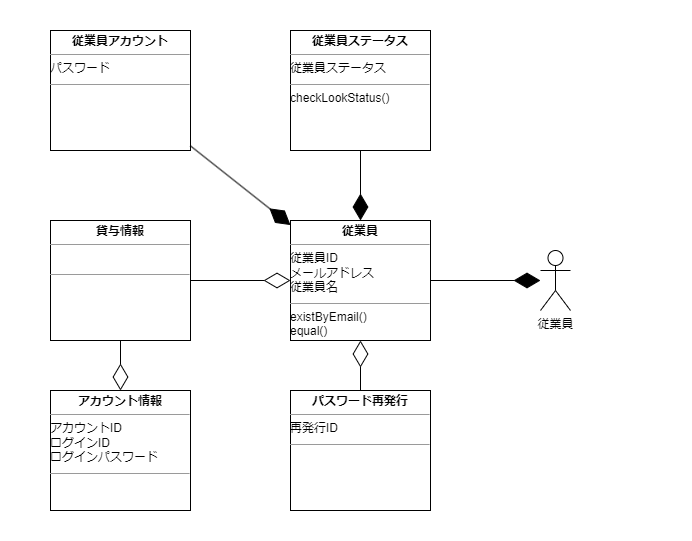 従業員アカウント
パスワード
従業員ステータス
従業員ステータス
checkLookStatus()
貸与情報
従業員
従業員ID
メールアドレス
従業員名
existByEmail()
equal()
従業員
アカウント情報
アカウントID
ログインID
ログインパスワード
パスワード再発行
再発行ID